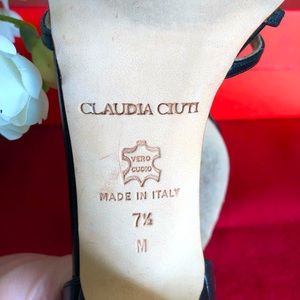 CLAUDIA CIUTI
VERO
CUOIO
MADE IN ITALY
7½
M